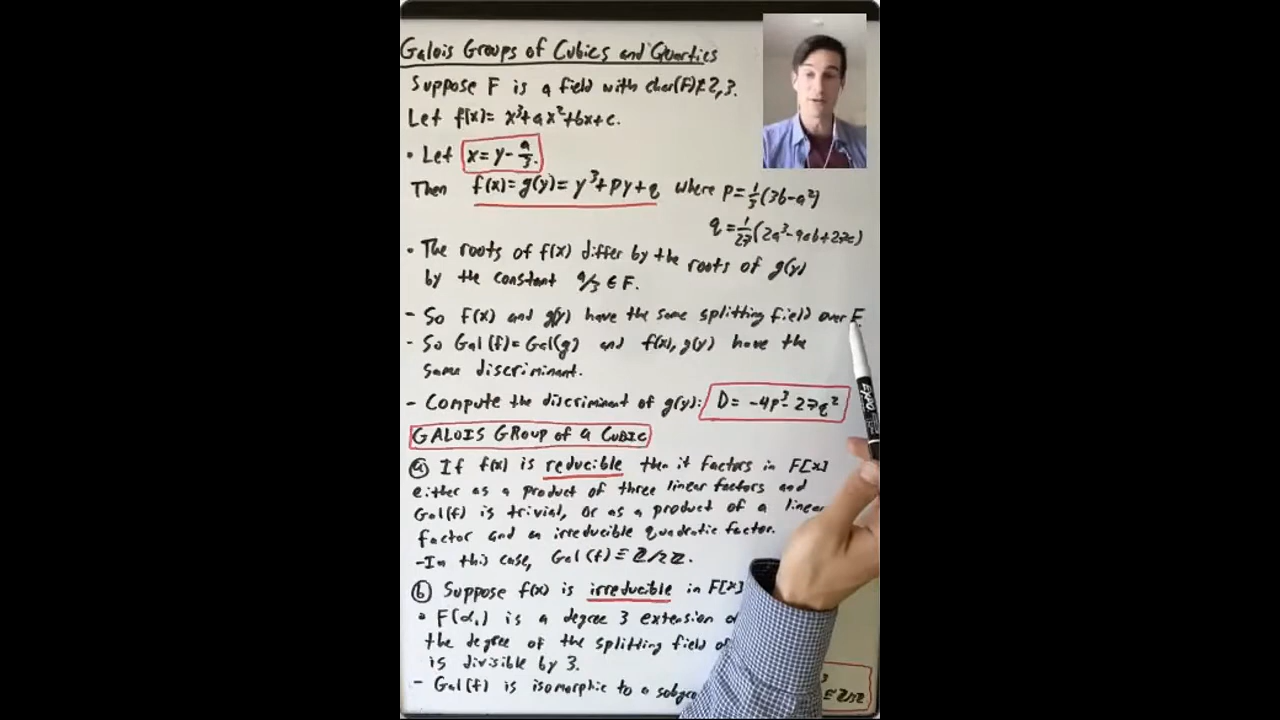 Galois Groups of Cubics and Quartics
Suppose F is a field with char(F)≠2,3.
Let f(x)= x³+ax²+bx+c.
• Let x=y-a/3.
Then f(x)=g(y)=y³+py+q where p=1/3(3b-a²)
q=1/27(2a³-9ab+27c)
• The roots of f(x) differ by the roots of g(y)
by the constant a/3 ∈ F.
- So f(x) and g(y) have the same splitting field over F.
- So Gal(f)=Gal(g) and f(x), g(y) have the
same discriminant.
- Compute the discriminant of g(y): D= -4p³-27q²
GALOIS GROUP of a CUBIC
(a) If f(x) is reducible then it factors in F[x]
either as a product of three linear factors and
Gal(f) is trivial, or as a product of a linear
factor and an irreducible quadratic factor.
-In this case, Gal(f)≅ℤ/2ℤ.
(b) Suppose f(x) is irreducible in F[x]
• F(α₁) is a degree 3 extension
the degree of the splitting field
is divisible by 3.
- Gal(f) is isomorphic to a
EXPO